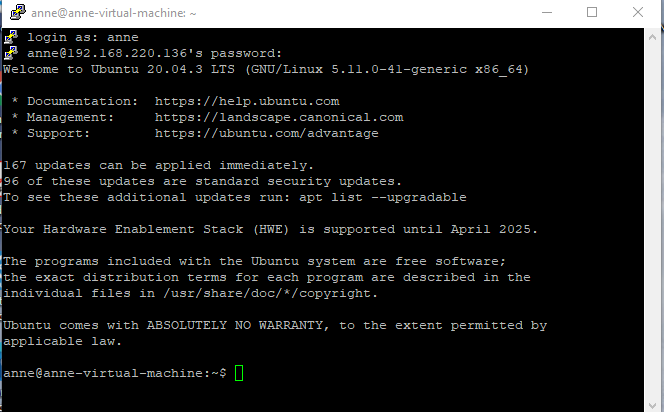 anne@anne-virtual-machine: ~
login as: anne
anne@192.168.220.136's password:
Welcome to Ubuntu 20.04.3 LTS (GNU/Linux 5.11.0-41-generic x86_64)
* Documentation:  https://help.ubuntu.com
* Management:     https://landscape.canonical.com
* Support:        https://ubuntu.com/advantage
167 updates can be applied immediately.
96 of these updates are standard security updates.
To see these additional updates run: apt list --upgradable
Your Hardware Enablement Stack (HWE) is supported until April 2025.
The programs included with the Ubuntu system are free software;
the exact distribution terms for each program are described in the
individual files in /usr/share/doc/*/copyright.
Ubuntu comes with ABSOLUTELY NO WARRANTY, to the extent permitted by
applicable law.
anne@anne-virtual-machine:~$